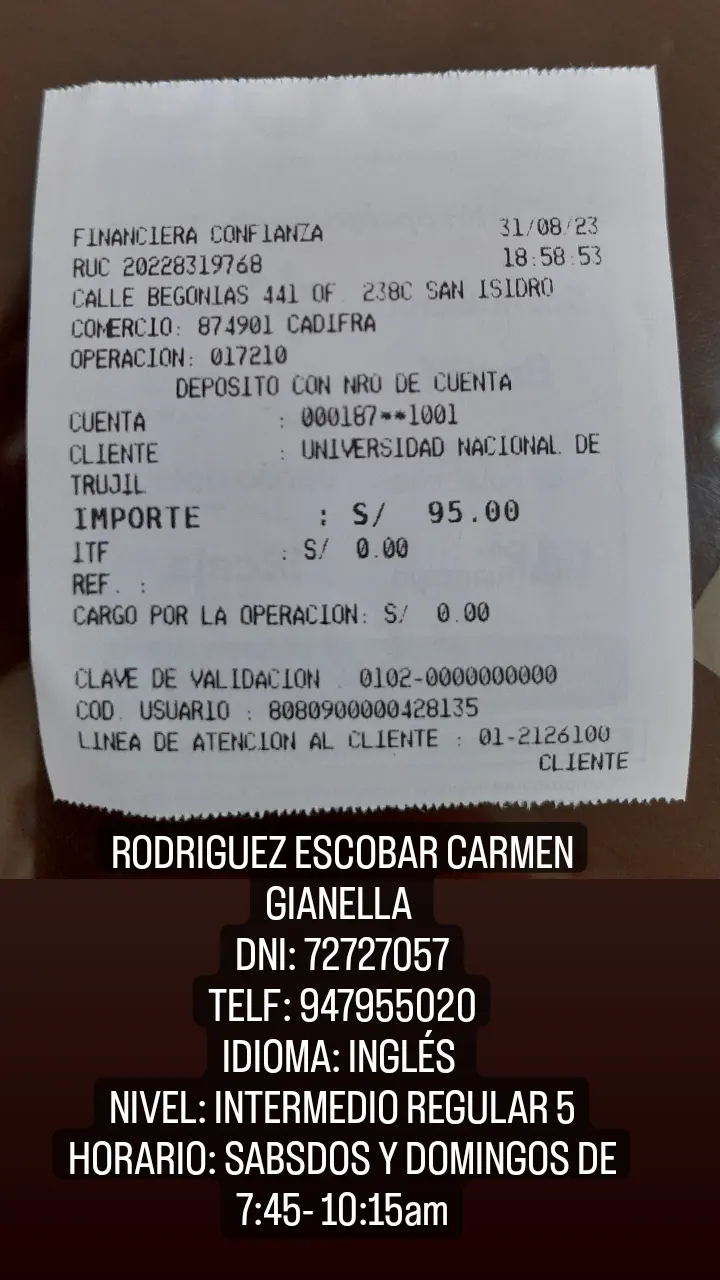 FINANCIERA CONFIANZA 31/08/23
RUC 20228319768 18:58:53
CALLE BEGONIAS 441 OF. 238C SAN ISIDRO
COMERCIO: 874901 CADIFRA
OPERACION: 017210
DEPOSITO CON NRO DE CUENTA
CUENTA : 000187**1001
CLIENTE : UNIVERSIDAD NACIONAL DE
TRUJIL
IMPORTE : S/ 95.00
ITF : S/ 0.00
REF. :
CARGO POR LA OPERACION: S/ 0.00
CLAVE DE VALIDACION : 0102-0000000000
COD. USUARIO : 8080900000428135
LINEA DE ATENCION AL CLIENTE : 01-2126100
CLIENTE
RODRIGUEZ ESCOBAR CARMEN
GIANELLA
DNI: 72727057
TELF: 947955020
IDIOMA: INGLÉS
NIVEL: INTERMEDIO REGULAR 5
HORARIO: SABSDOS Y DOMINGOS DE
7:45- 10:15am